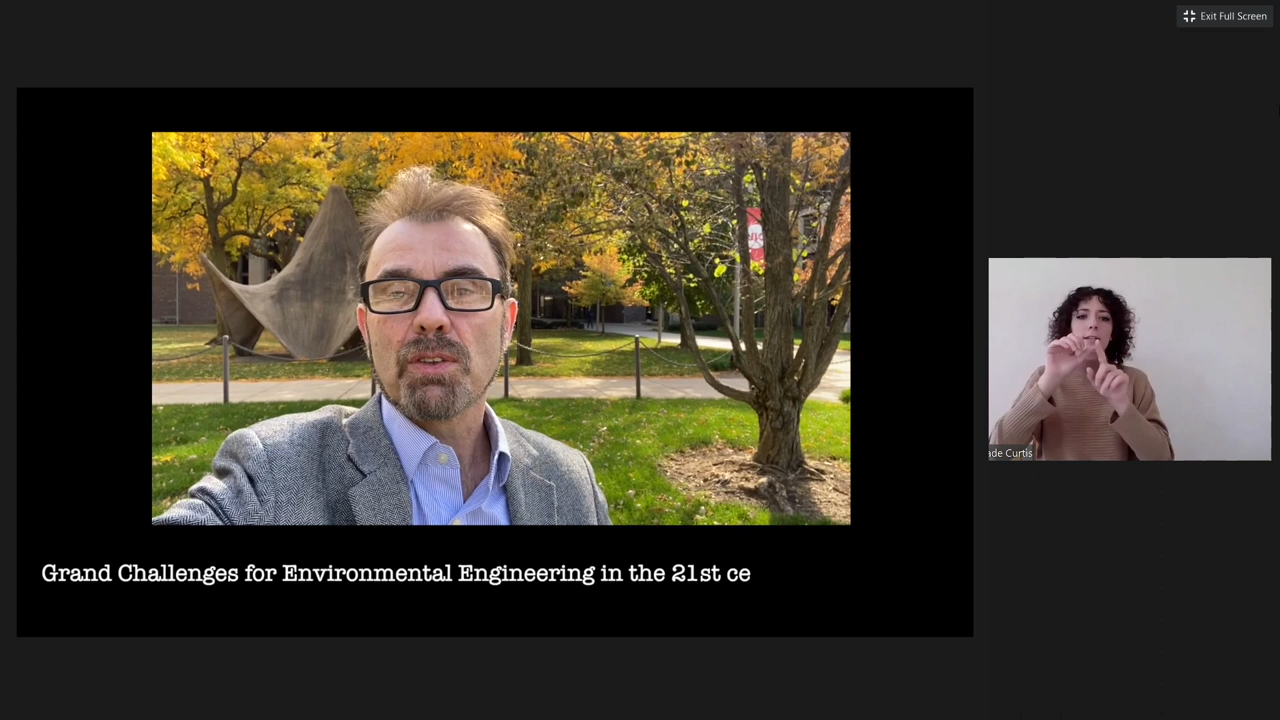 Exit Full Screen
ade Curtis
Grand Challenges for Environmental Engineering in the 21st ce